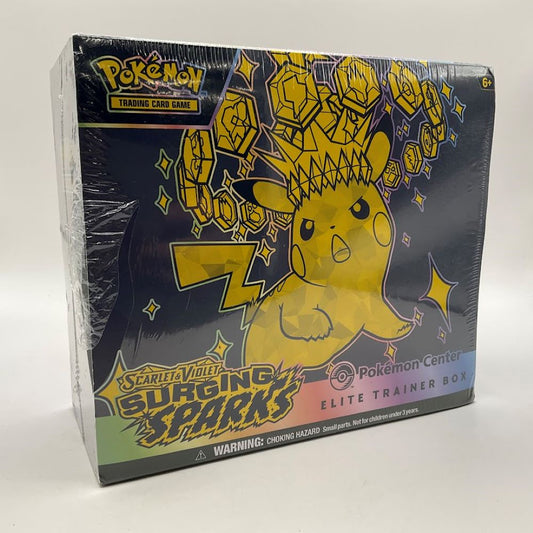 Pokémon
TRADING CARD GAME
6+
SCARLET & VIOLET
SURGING
SPARKS
Pokémon Center
ELITE TRAINER BOX
WARNING: CHOKING HAZARD Small parts. Not for children under 3 years.